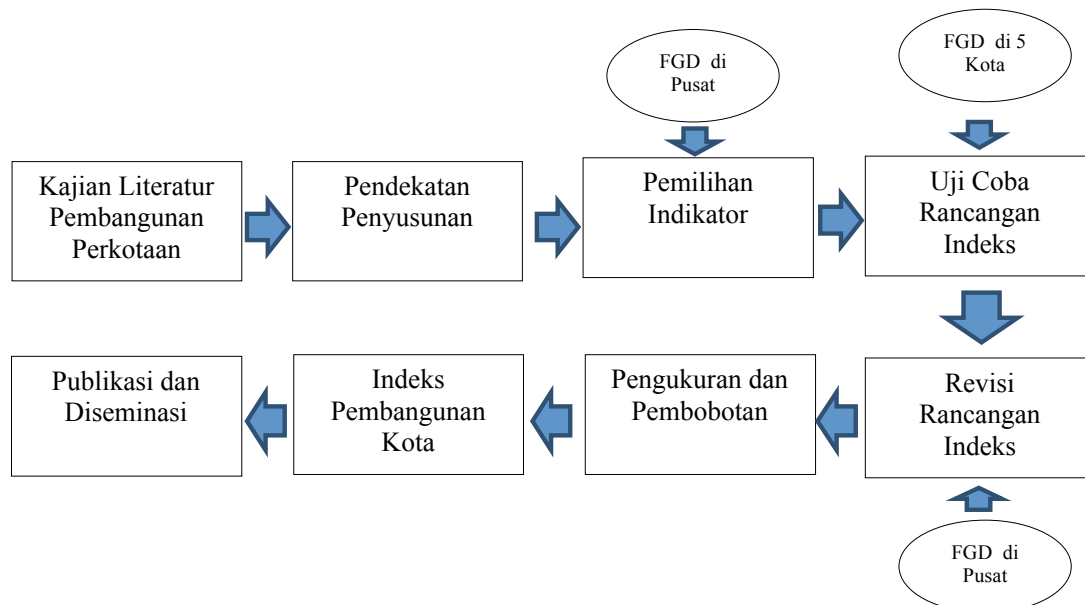 FGD di
Pusat
FGD di 5
Kota
Kajian Literatur
Pembangunan
Perkotaan
Pendekatan
Penyusunan
Pemilihan
Indikator
Uji Coba
Rancangan
Indeks
Publikasi dan
Diseminasi
Indeks
Pembangunan
Kota
Pengukuran dan
Pembobotan
Revisi
Rancangan
Indeks
FGD di
Pusat